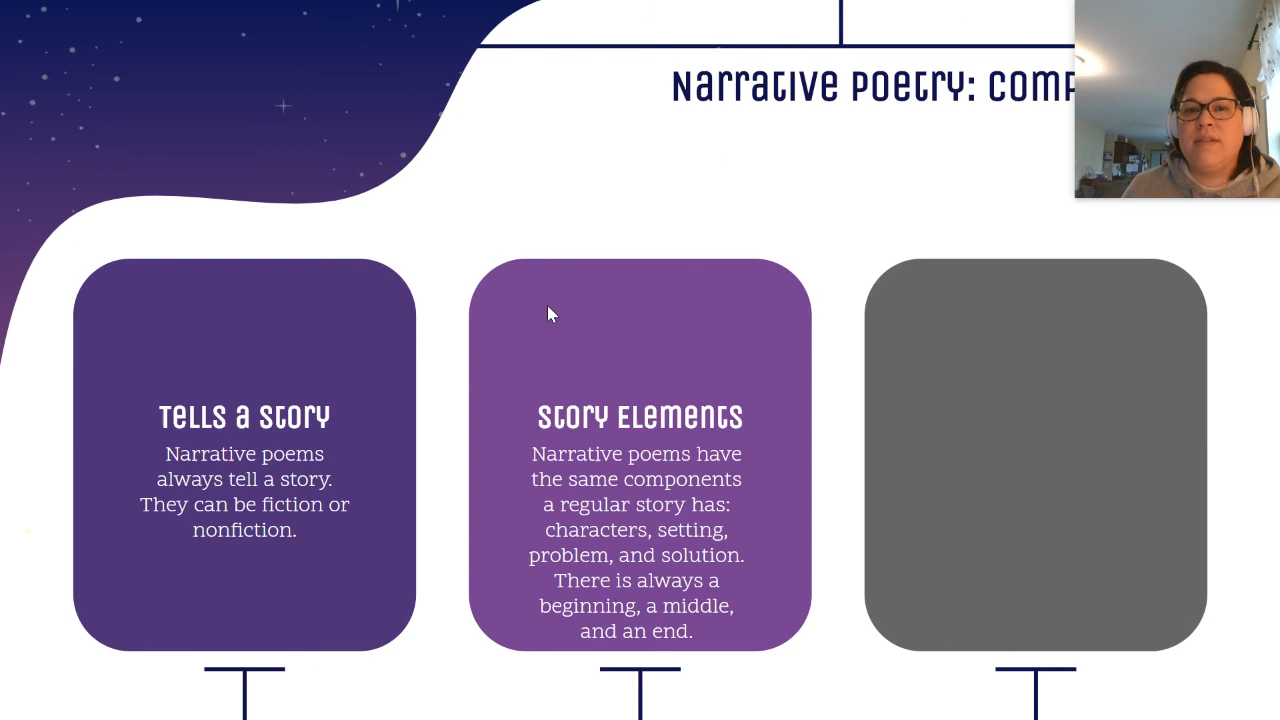 Narrative Poetry: Comp
Tells a Story
Narrative poems
always tell a story.
They can be fiction or
nonfiction.
Story Elements
Narrative poems have
the same components
a regular story has:
characters, setting,
problem, and solution.
There is always a
beginning, a middle,
and an end.